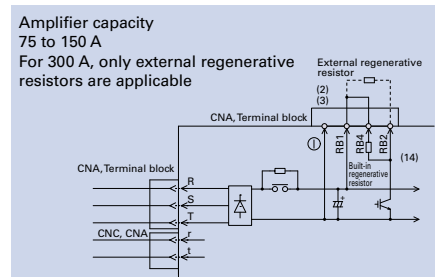 Amplifier capacity
75 to 150 A
For 300 A, only external regenerative
resistors are applicable
External regenerative
resistor
(2)
(3)
CNA, Terminal block
RB1
RB4
RB2
(14)
Built-in
regenerative
resistor
CNA, Terminal block
R
S
T
CNC, CNA
r
t
+